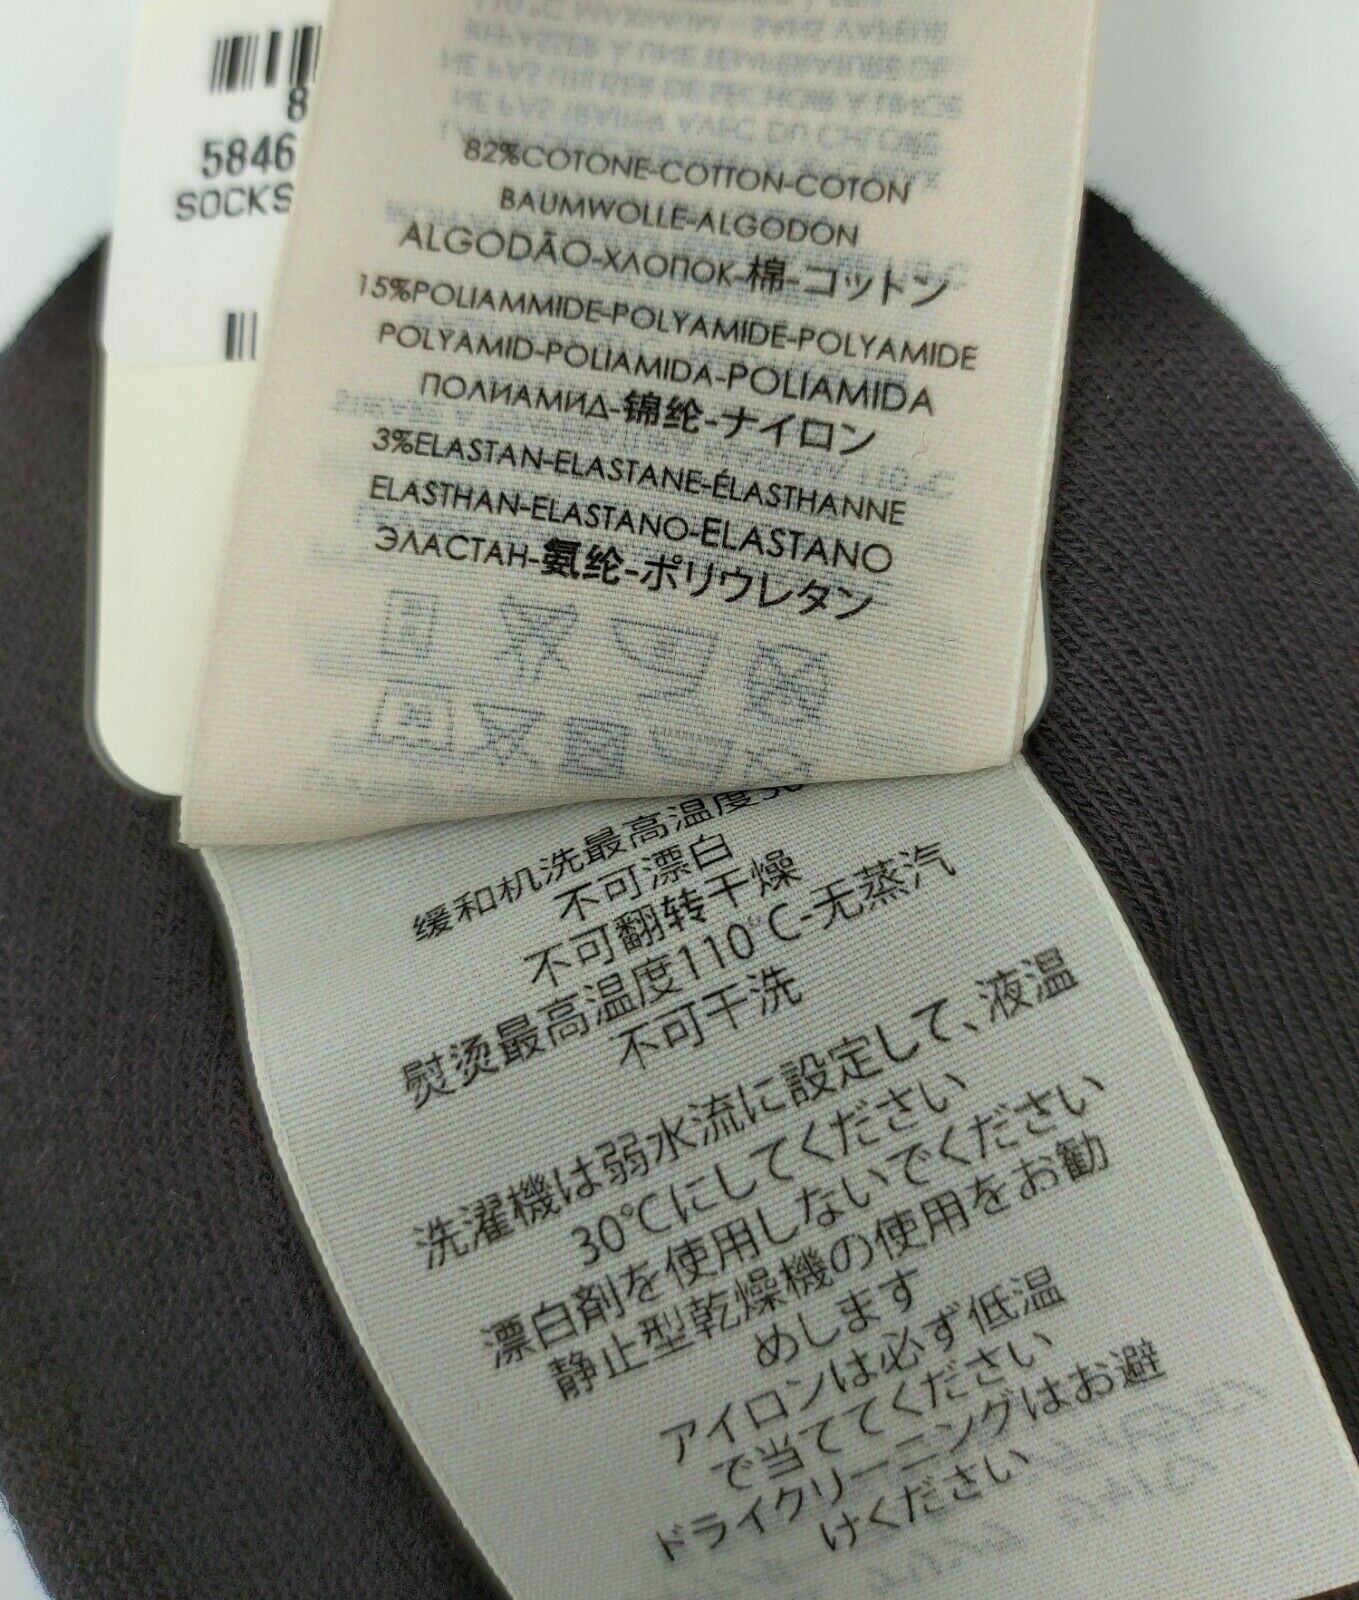 8
5846
SOCKS
82%COTONE-COTTON-COTON
BAUMWOLLE-ALGODON
ALGODÃO-ХЛОПОК-棉-コットン
15%POLIAMMIDE-POLYAMIDE-POLYAMIDE
POLYAMID-POLIAMIDA-POLIAMIDA
ПОЛИАМИД-锦纶-ナイロン
3%ELASTAN-ELASTANE-ÉLASTHANNE
ELASTHAN-ELASTANO-ELASTANO
ЭЛАСТАН-氨纶-ポリウレタン
缓和机洗最高温度30
不可漂白
不可翻转干燥
熨烫最高温度110°C-无蒸汽
不可干洗
洗濯機は弱水流に設定して、液温
30°Cにしてください
漂白剤を使用しないでください
静止型乾燥機の使用をお勧
めします
アイロンは必ず低温
で当ててください
ドライクリーニングはお避
けください